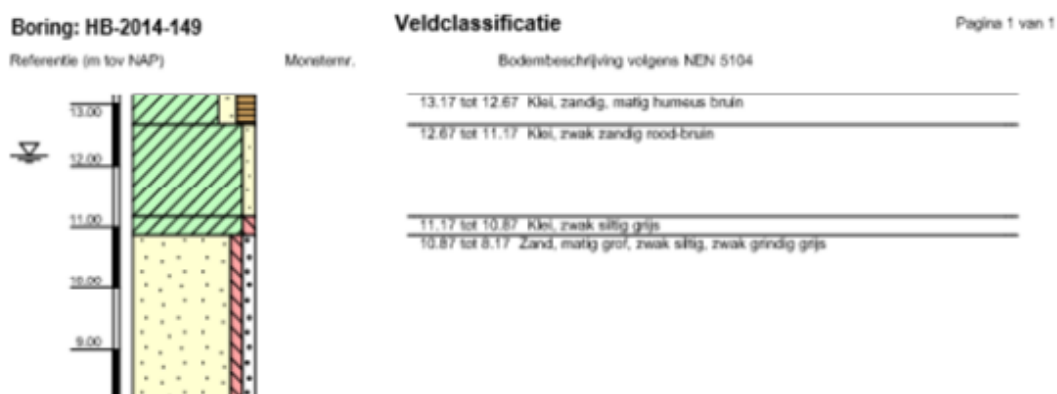 Boring: HB-2014-149 Veldclassificatie Pagina 1 van 1
Referentie (m tov NAP) Monsternr. Bodembeschrijving volgens NEN 5104
13.00 13.17 tot 12.67 Klei, zandig, matig humeus bruin
12.67 tot 11.17 Klei, zwak zandig rood-bruin
12.00
11.00 11.17 tot 10.87 Klei, zwak siltig grijs
10.87 tot 8.17 Zand, matig grof, zwak siltig, zwak grindig grijs
10.00
9.00